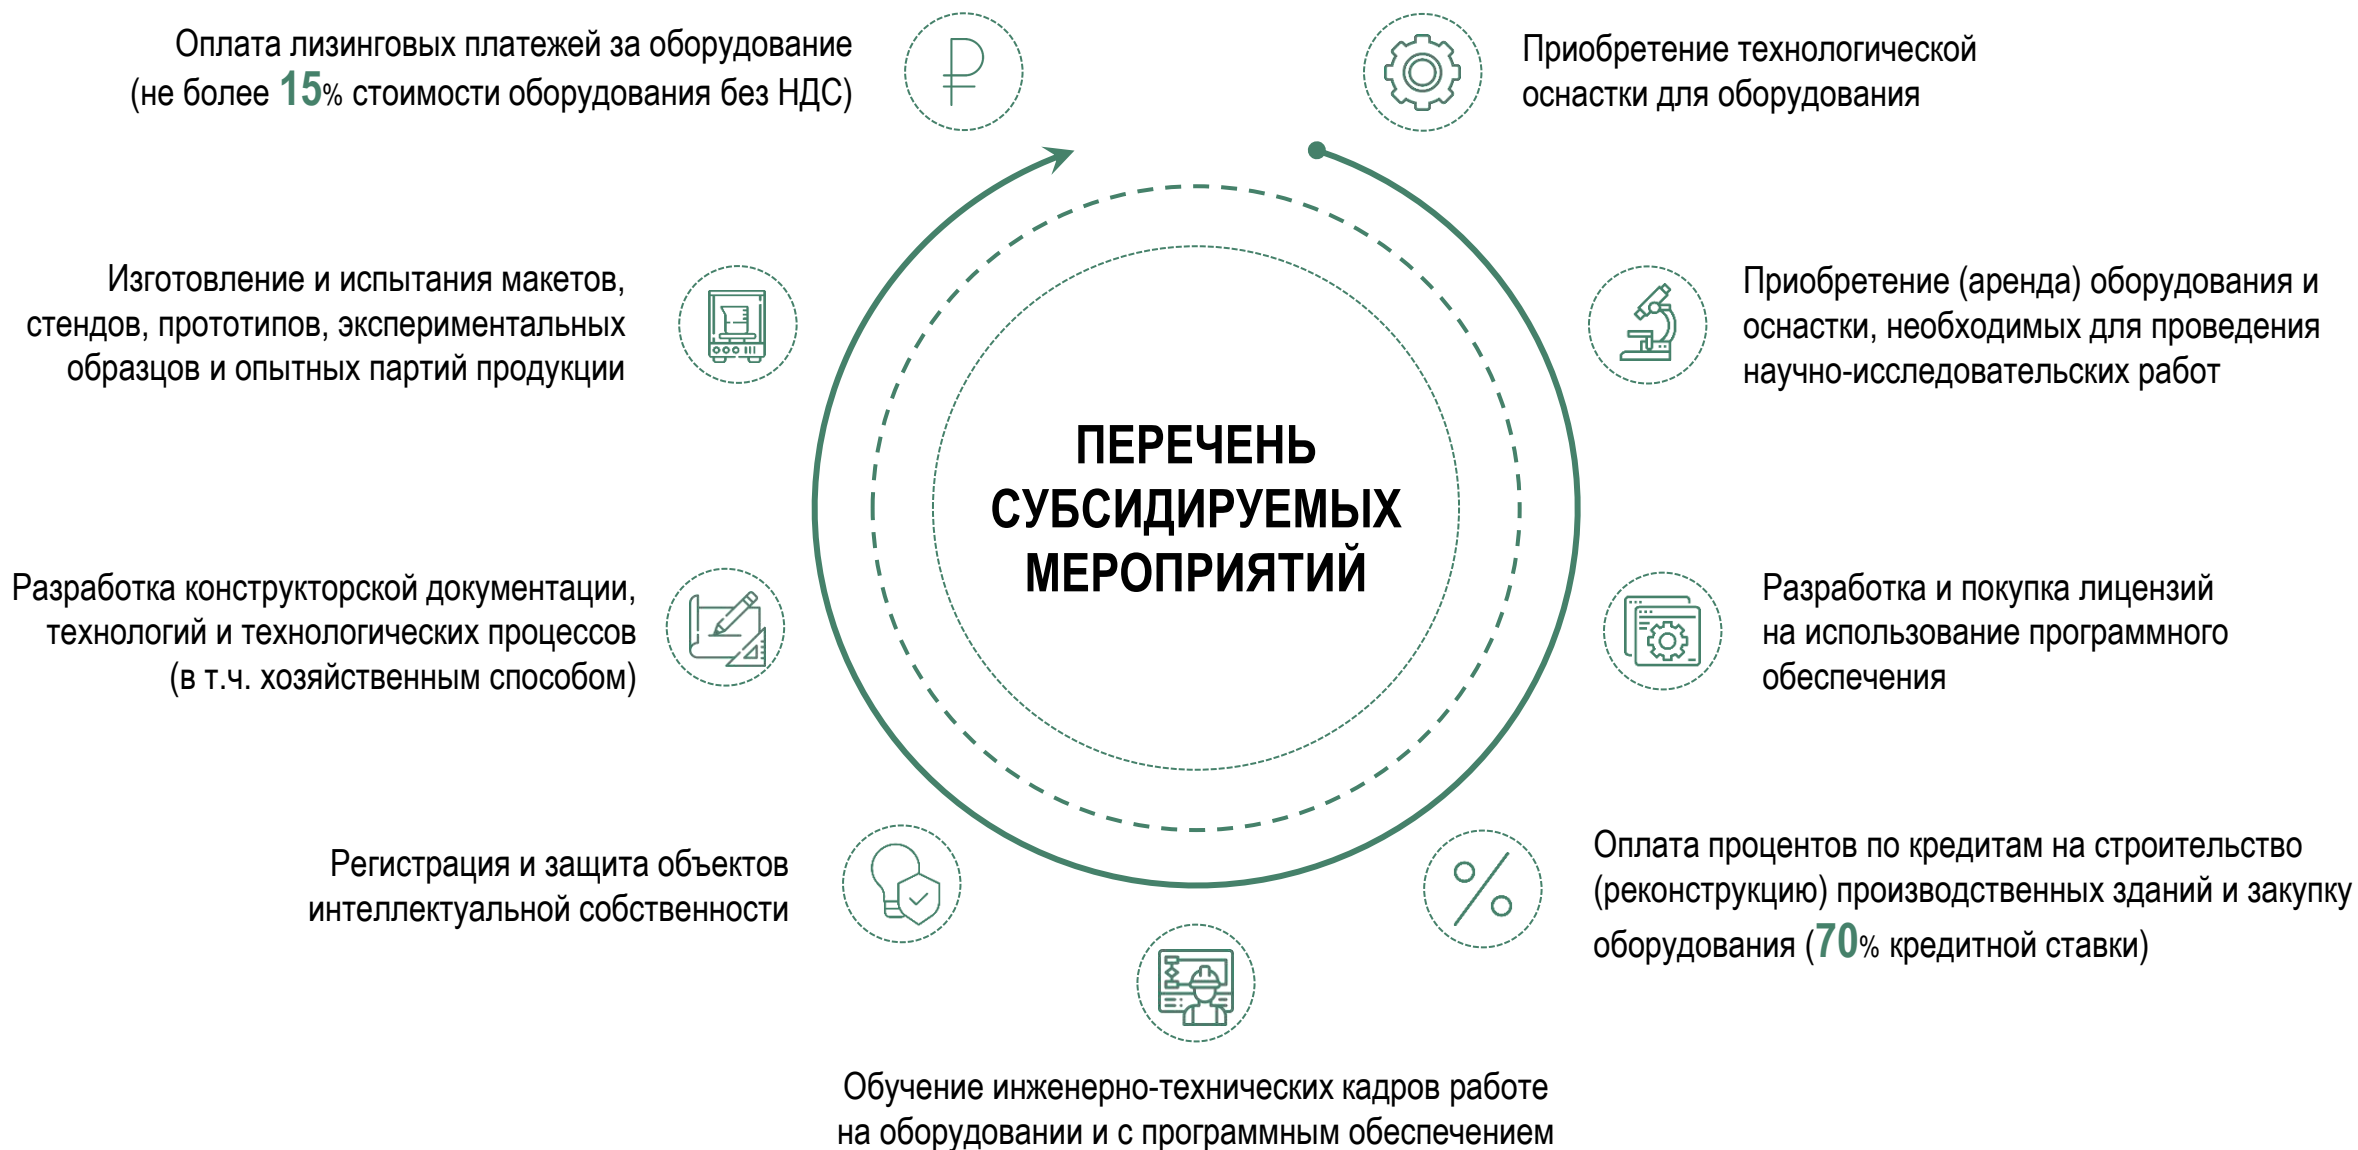 ПЕРЕЧЕНЬ
СУБСИДИРУЕМЫХ
МЕРОПРИЯТИЙ
Приобретение технологической
оснастки для оборудования
Приобретение (аренда) оборудования и
оснастки, необходимых для проведения
научно-исследовательских работ
Разработка и покупка лицензий
на использование программного
обеспечения
Оплата процентов по кредитам на строительство
(реконструкцию) производственных зданий и закупку
оборудования (70% кредитной ставки)
Обучение инженерно-технических кадров работе
на оборудовании и с программным обеспечением
Регистрация и защита объектов
интеллектуальной собственности
Разработка конструкторской документации,
технологий и технологических процессов
(в т.ч. хозяйственным способом)
Изготовление и испытания макетов,
стендов, прототипов, экспериментальных
образцов и опытных партий продукции
Оплата лизинговых платежей за оборудование
(не более 15% стоимости оборудования без НДС)